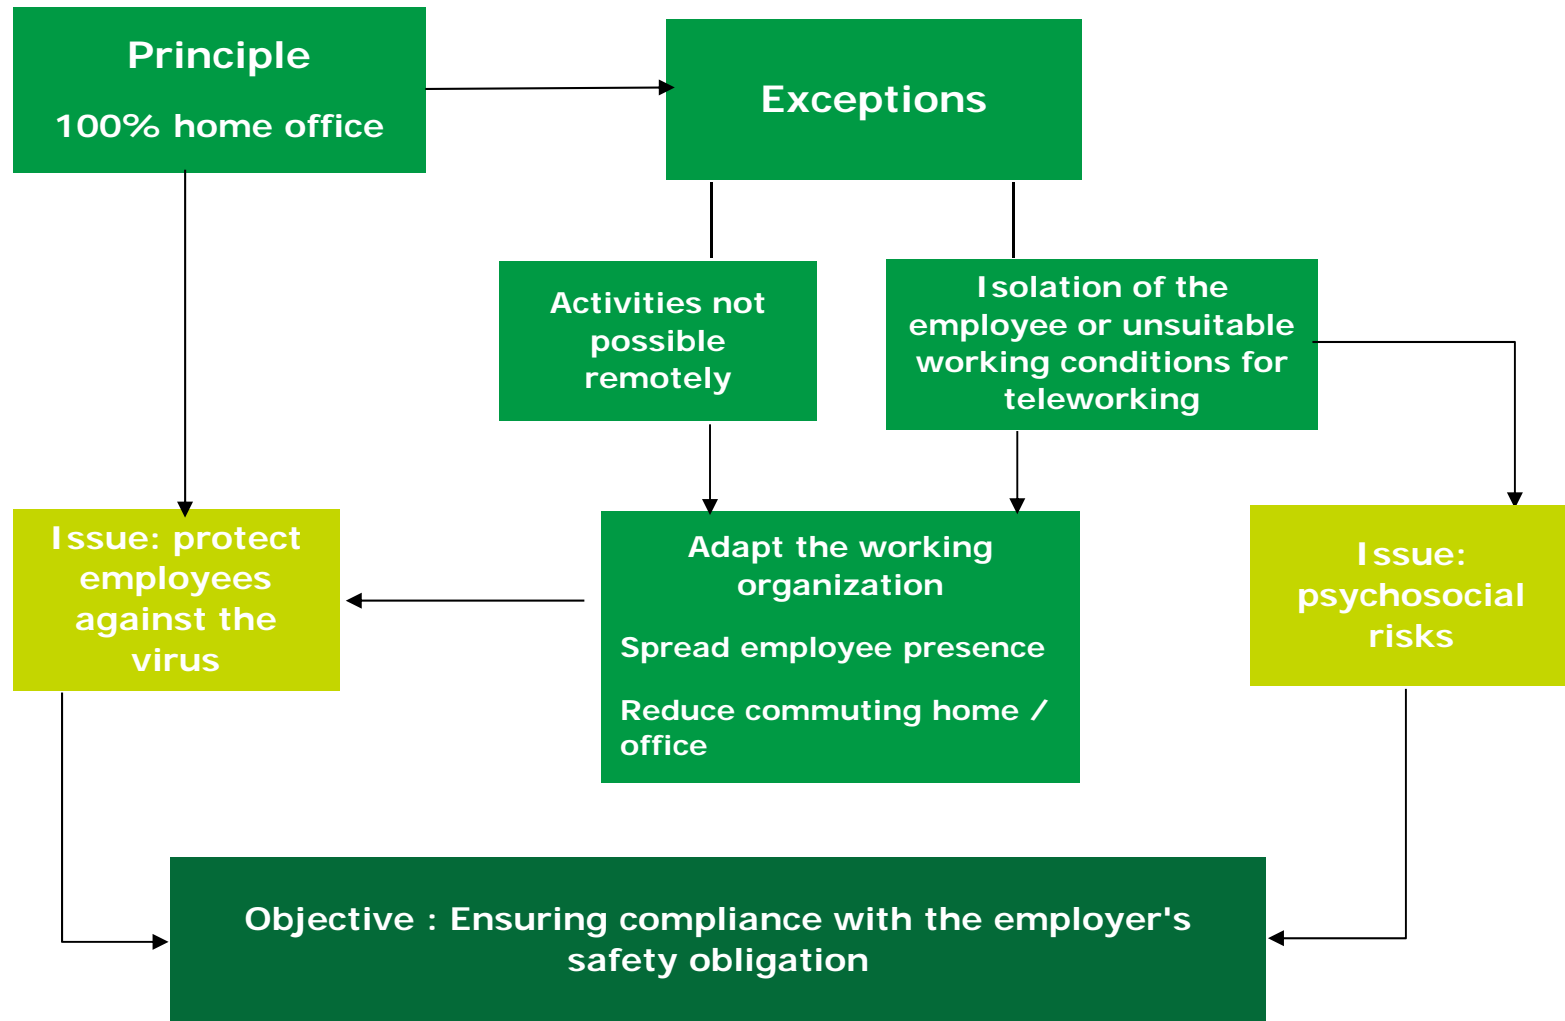 Principle
100% home office
Exceptions
Activities not
possible
remotely
Isolation of the
employee or unsuitable
working conditions for
teleworking
Issue: protect
employees
against the
virus
Adapt the working
organization
Spread employee presence
Reduce commuting home /
office
Issue:
psychosocial
risks
Objective : Ensuring compliance with the employer's
safety obligation